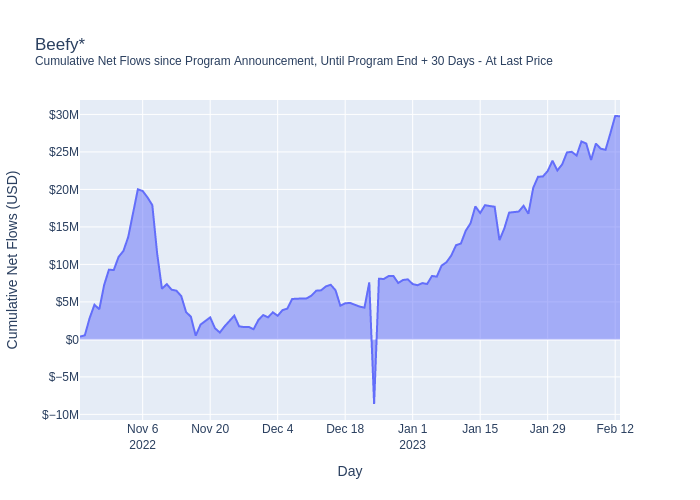 Beefy*
Cumulative Net Flows since Program Announcement, Until Program End + 30 Days - At Last Price
Cumulative Net Flows (USD)
$30M
$25M
$20M
$15M
$10M
$5M
$0
$−5M
$−10M
Nov 6
2022
Nov 20
Dec 4
Dec 18
Jan 1
2023
Jan 15
Jan 29
Feb 12
Day